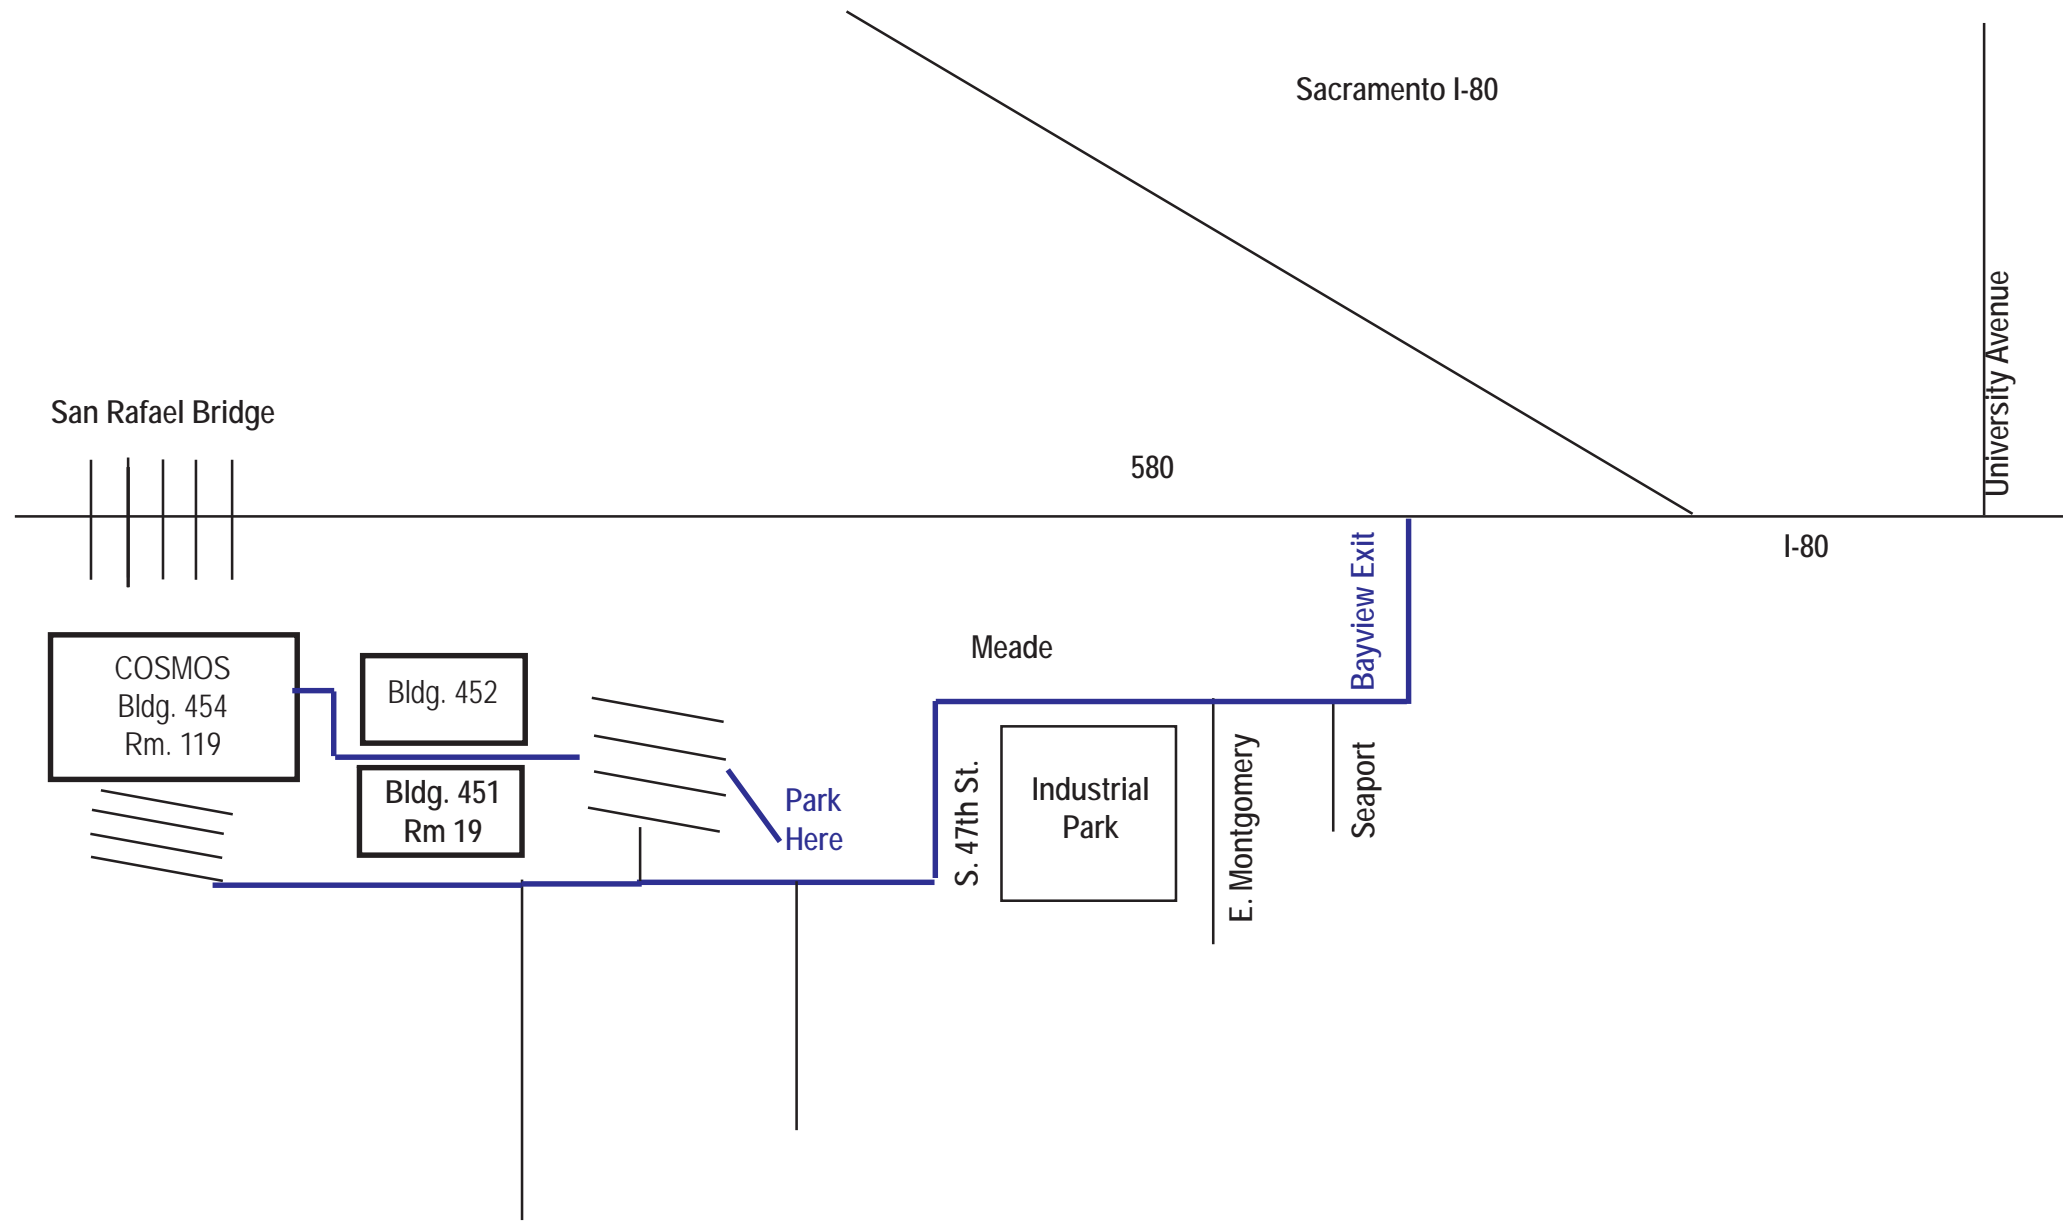 Sacramento I-80
University Avenue
San Rafael Bridge
580
I-80
Bayview Exit
Meade
COSMOS
Bldg. 454
Rm. 119
Bldg. 452
Bldg. 451
Rm 19
Park
Here
S. 47th St.
Industrial
Park
E. Montgomery
Seaport